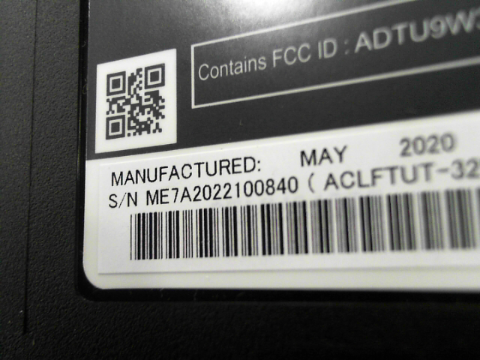 Contains FCC ID : ADTU9W
MANUFACTURED: MAY 2020
S/N ME7A2022100840 ( ACLFTUT-32